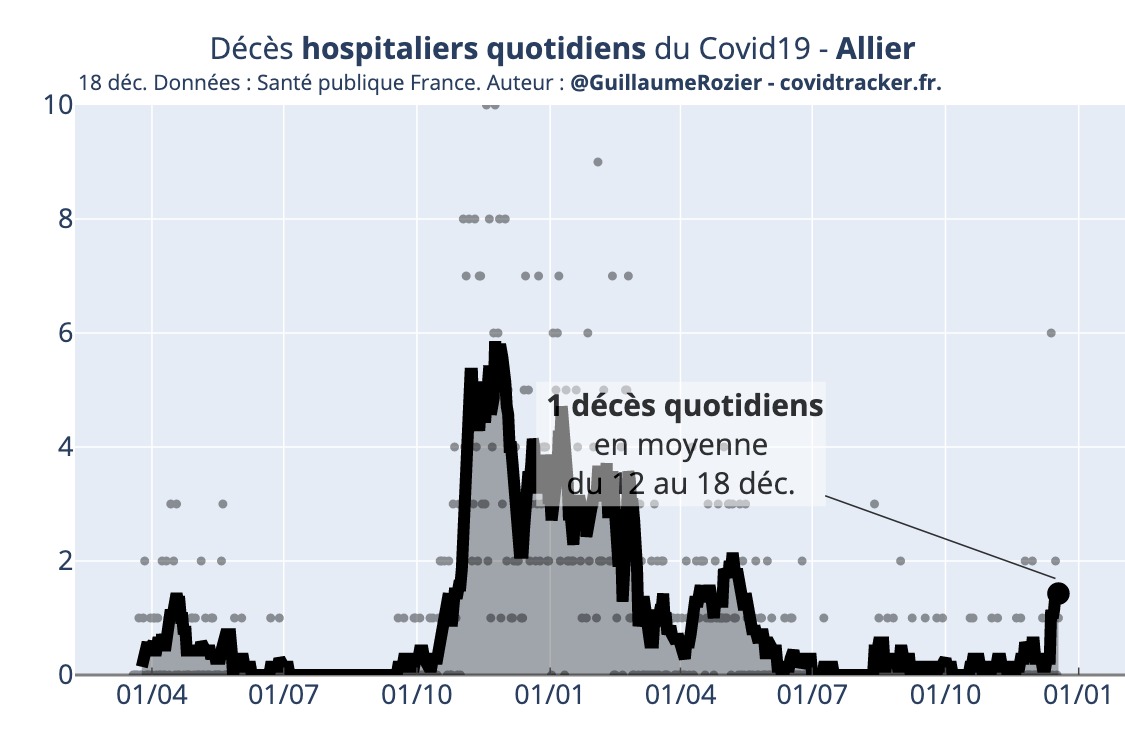 Décès hospitaliers quotidiens du Covid19 - Allier
18 déc. Données : Santé publique France. Auteur : @GuillaumeRozier - covidtracker.fr.
10
8
6
4
2
0
1 décès quotidiens
en moyenne
du 12 au 18 déc.
01/04 01/07 01/10 01/01 01/04 01/07 01/10 01/01